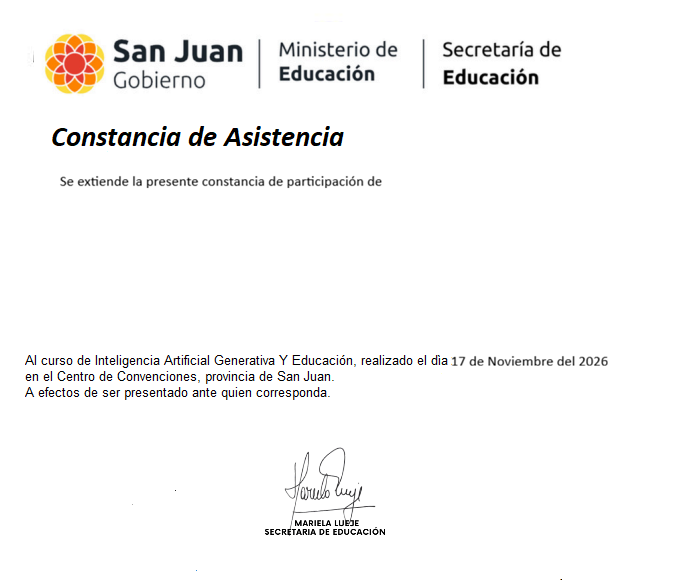 San Juan
Gobierno
Ministerio de
Educación
Secretaría de
Educación
Constancia de Asistencia
Se extiende la presente constancia de participación de
Al curso de Inteligencia Artificial Generativa Y Educación, realizado el dìa 17 de Noviembre del 2026
en el Centro de Convenciones, provincia de San Juan.
A efectos de ser presentado ante quien corresponda.
MARIELA LUEJE
SECRETARIA DE EDUCACIÓN